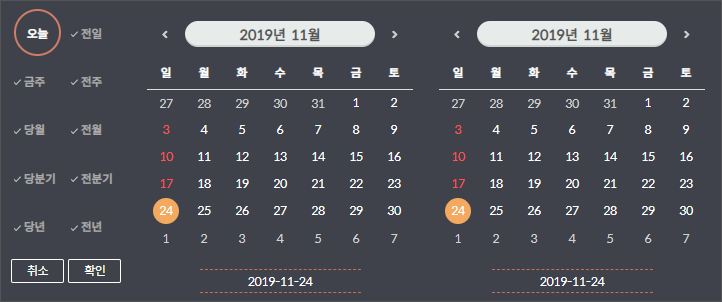 오늘 전일
금주 전주
당월 전월
당분기 전분기
당년 전년
취소 확인
2019년 11월
일 월 화 수 목 금 토
27 28 29 30 31 1 2
3 4 5 6 7 8 9
10 11 12 13 14 15 16
17 18 19 20 21 22 23
24 25 26 27 28 29 30
1 2 3 4 5 6 7
2019-11-24
2019년 11월
일 월 화 수 목 금 토
27 28 29 30 31 1 2
3 4 5 6 7 8 9
10 11 12 13 14 15 16
17 18 19 20 21 22 23
24 25 26 27 28 29 30
1 2 3 4 5 6 7
2019-11-24